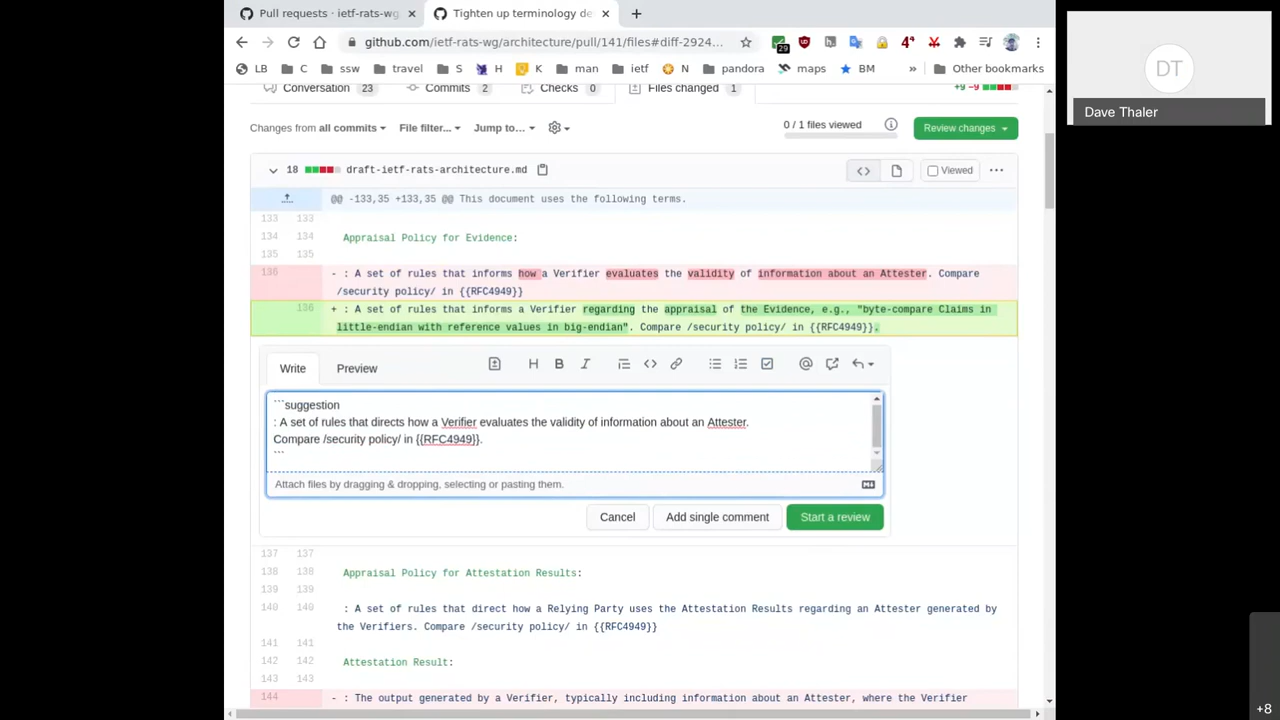 Pull requests · ietf-rats-wg
Tighten up terminology de
github.com/ietf-rats-wg/architecture/pull/141/files#diff-2924...
29
LB
C
ssw
travel
S
H
K
man
ietf
N
pandora
maps
BM
»
Other bookmarks
Conversation 23
Commits 2
Checks 0
Files changed 1
+9 −9
Changes from all commits
File filter...
Jump to...
0 / 1 files viewed
Review changes
18 draft-ietf-rats-architecture.md
Viewed
@@ -133,35 +133,35 @@ This document uses the following terms.
133 133
134 134 Appraisal Policy for Evidence:
135 135
136 - : A set of rules that informs how a Verifier evaluates the validity of information about an Attester. Compare
/security policy/ in {{RFC4949}}
136 + : A set of rules that informs a Verifier regarding the appraisal of the Evidence, e.g., "byte-compare Claims in
little-endian with reference values in big-endian". Compare /security policy/ in {{RFC4949}}.
Write
Preview
```suggestion
: A set of rules that directs how a Verifier evaluates the validity of information about an Attester.
Compare /security policy/ in {{RFC4949}}.
```
Attach files by dragging & dropping, selecting or pasting them.
Cancel
Add single comment
Start a review
137 137
138 138 Appraisal Policy for Attestation Results:
139 139
140 140 : A set of rules that direct how a Relying Party uses the Attestation Results regarding an Attester generated by
the Verifiers. Compare /security policy/ in {{RFC4949}}
141 141
142 142 Attestation Result:
143 143
144 - : The output generated by a Verifier, typically including information about an Attester, where the Verifier
DT
Dave Thaler
+8